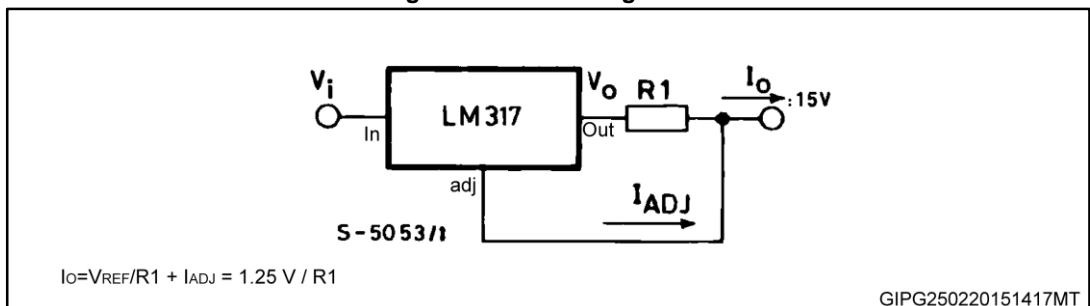 Vi
Vo
R1
Io
:15V
LM317
In
Out
adj
IADJ
S-5053/1
Io=VREF/R1 + IADJ = 1.25 V / R1
GIPG250220151417MT